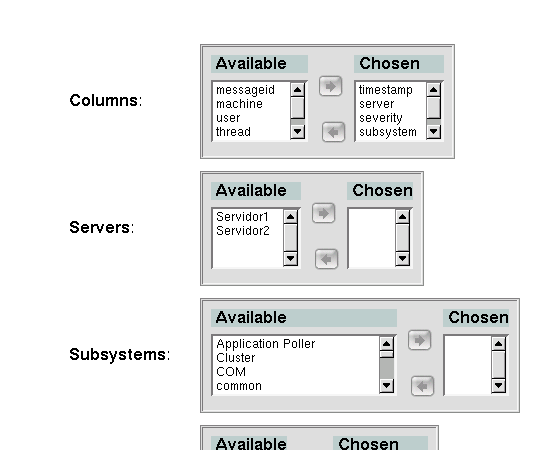 Available Chosen
messageid timestamp
machine server
user severity
thread subsystem
Columns:
Available Chosen
Servidor1
Servidor2
Servers:
Available Chosen
Application Poller
Cluster
COM
common
Subsystems:
Available Chosen